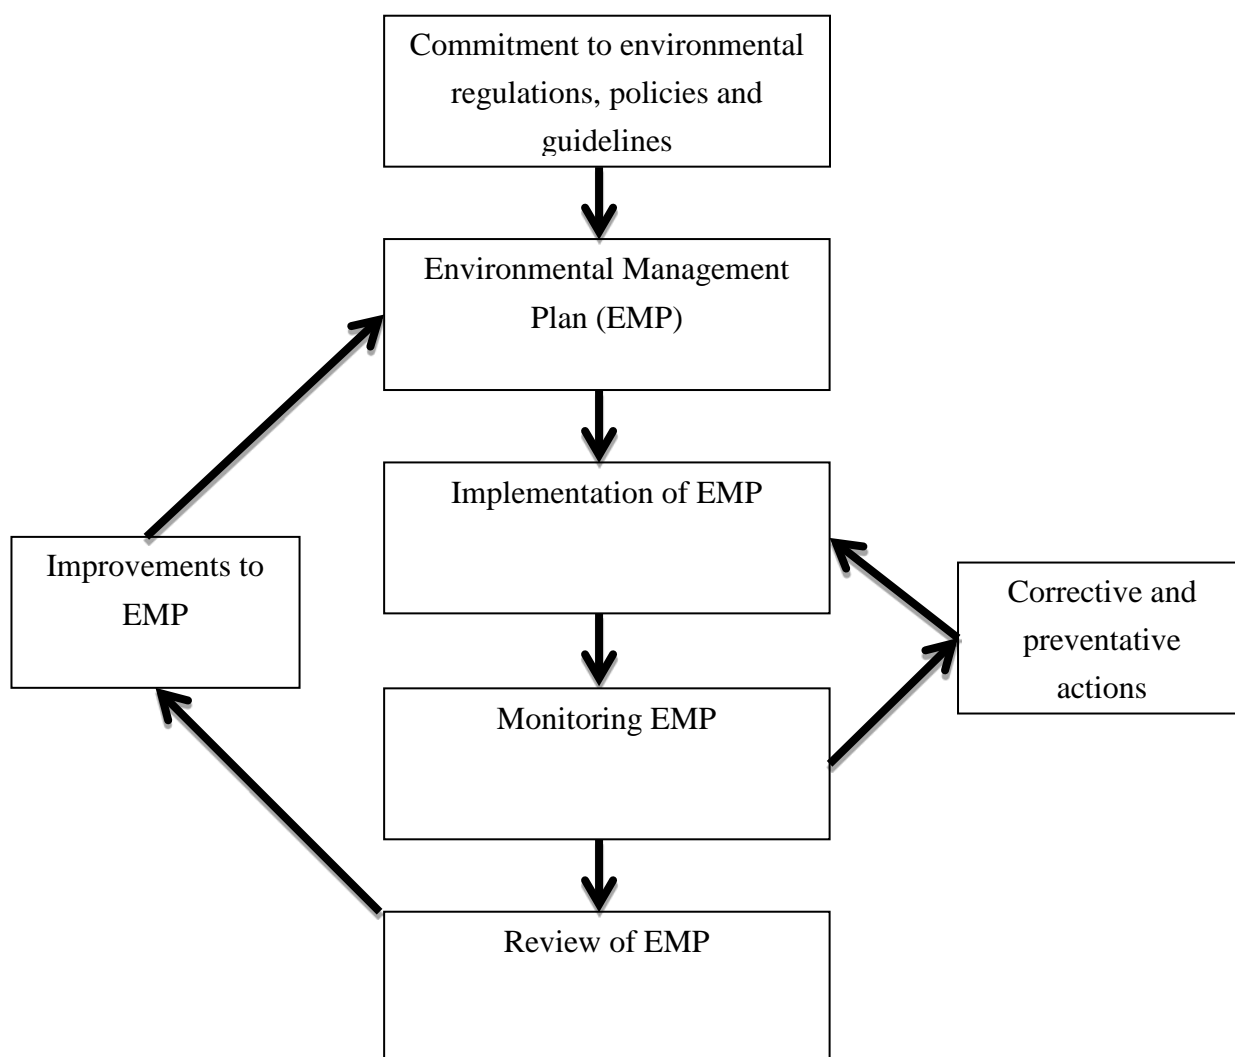 Commitment to environmental
regulations, policies and
guidelines
Environmental Management
Plan (EMP)
Implementation of EMP
Improvements to
EMP
Corrective and
preventative
actions
Monitoring EMP
Review of EMP